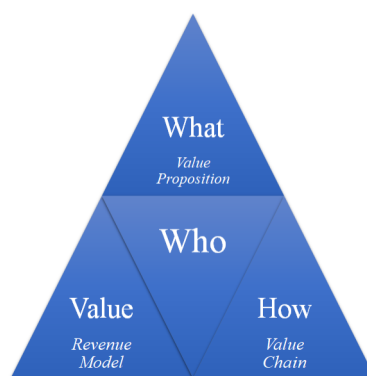 What
Value
Proposition
Who
Value
Revenue
Model
How
Value
Chain